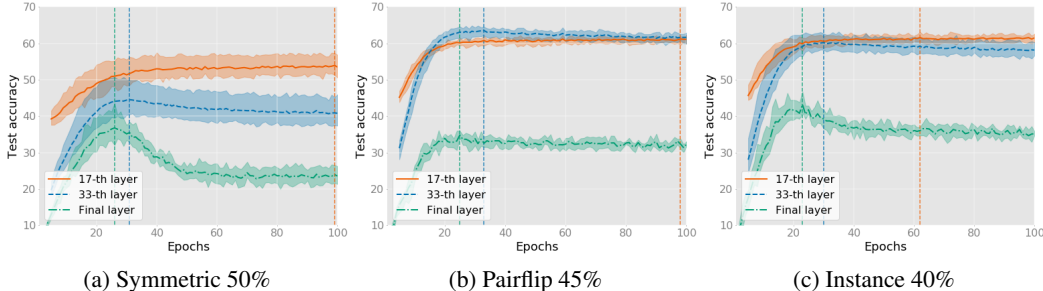 70
60
50
40
30
20
10
Test accuracy
17-th layer
33-th layer
Final layer
20 40 60 80 100
Epochs
(a) Symmetric 50%
70
60
50
40
30
20
10
Test accuracy
17-th layer
33-th layer
Final layer
20 40 60 80 100
Epochs
(b) Pairflip 45%
70
60
50
40
30
20
10
Test accuracy
17-th layer
33-th layer
Final layer
20 40 60 80 100
Epochs
(c) Instance 40%